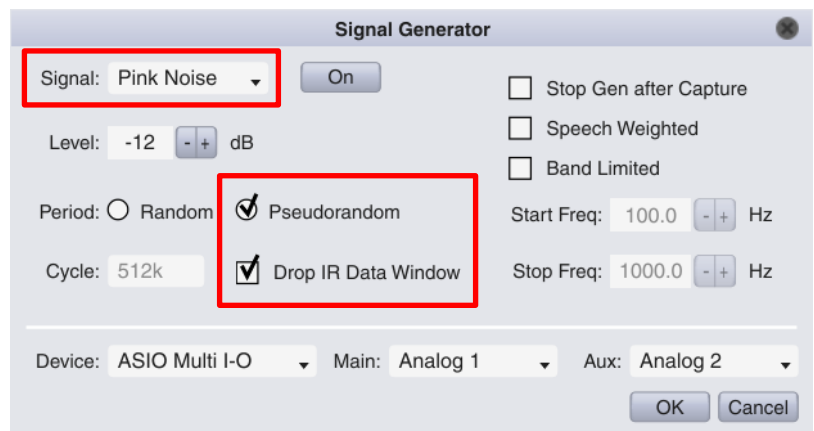 Signal Generator
Signal: Pink Noise On
Stop Gen after Capture
Level: -12 - + dB
Speech Weighted
Band Limited
Period: Random Pseudorandom Start Freq: 100.0 - + Hz
Cycle: 512k Drop IR Data Window Stop Freq: 1000.0 - + Hz
Device: ASIO Multi I-O Main: Analog 1 Aux: Analog 2
OK Cancel